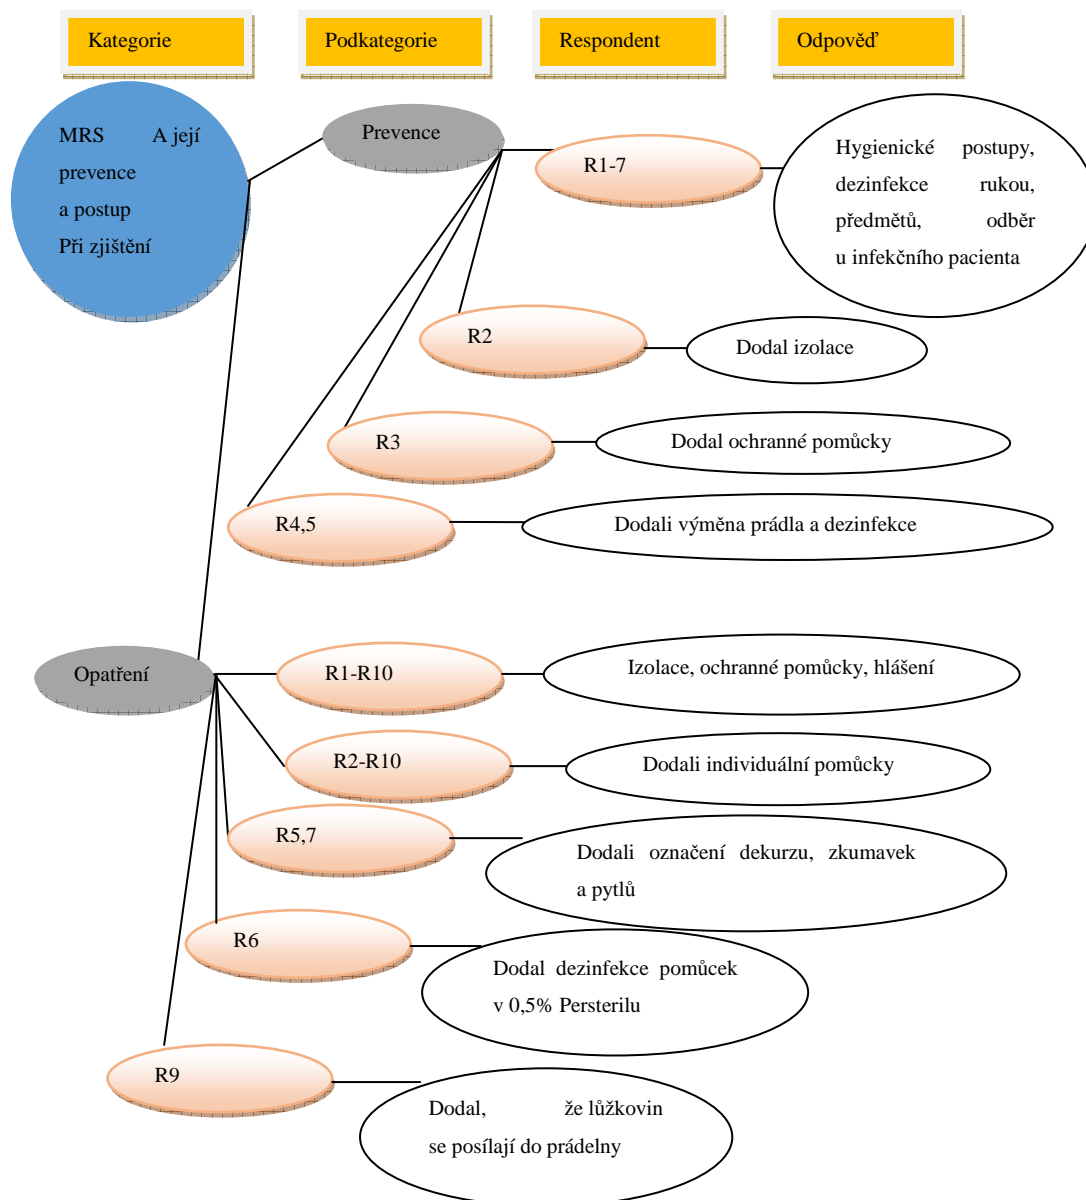 Kategorie
Podkategorie
Respondent
Odpověď
MRS A její
prevence
a postup
Při zjištění
Prevence
R1-7
Hygienické postupy,
dezinfekce rukou,
předmětů, odběr
u infekčního pacienta
R2
Dodal izolace
R3
Dodal ochranné pomůcky
R4,5
Dodali výměna prádla a dezinfekce
Opatření
R1-R10
Izolace, ochranné pomůcky, hlášení
R2-R10
Dodali individuální pomůcky
R5,7
Dodali označení dekurzu, zkumavek
a pytlů
R6
Dodal dezinfekce pomůcek
v 0,5% Persterilu
R9
Dodal, že lůžkovin
se posílají do prádelny